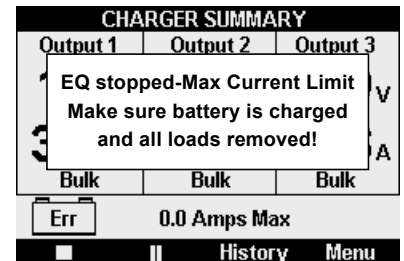 CHARGER SUMMARY
Output 1 Output 2 Output 3
EQ stopped-Max Current Limit
Make sure battery is charged
and all loads removed!
V
A
Bulk Bulk Bulk
Err 0.0 Amps Max
History Menu